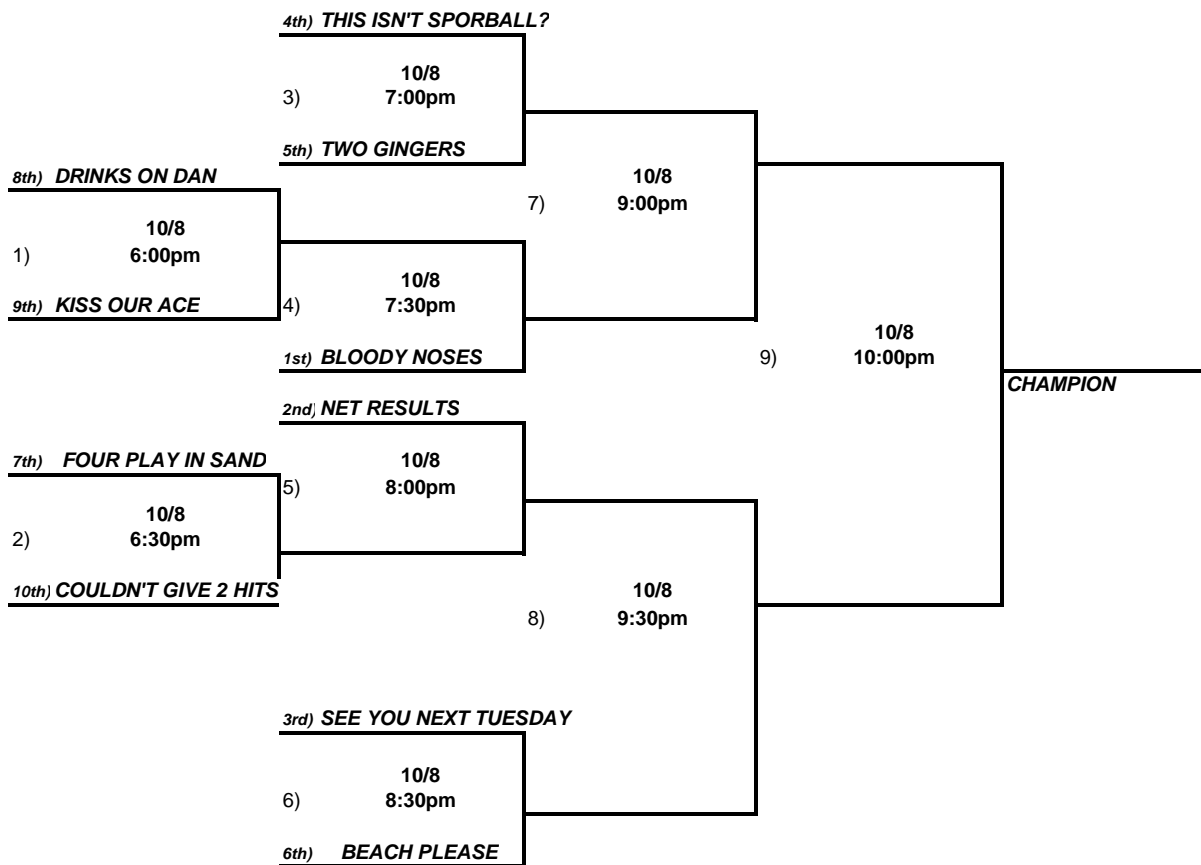 4th) THIS ISN'T SPORBALL?
10/8
3) 7:00pm
5th) TWO GINGERS
8th) DRINKS ON DAN
10/8
7) 9:00pm
10/8
1) 6:00pm
10/8
9th) KISS OUR ACE
4) 7:30pm
10/8
1st) BLOODY NOSES
9) 10:00pm
CHAMPION
2nd) NET RESULTS
7th) FOUR PLAY IN SAND
10/8
5) 8:00pm
10/8
2) 6:30pm
10th) COULDN'T GIVE 2 HITS
10/8
8) 9:30pm
3rd) SEE YOU NEXT TUESDAY
10/8
6) 8:30pm
6th) BEACH PLEASE